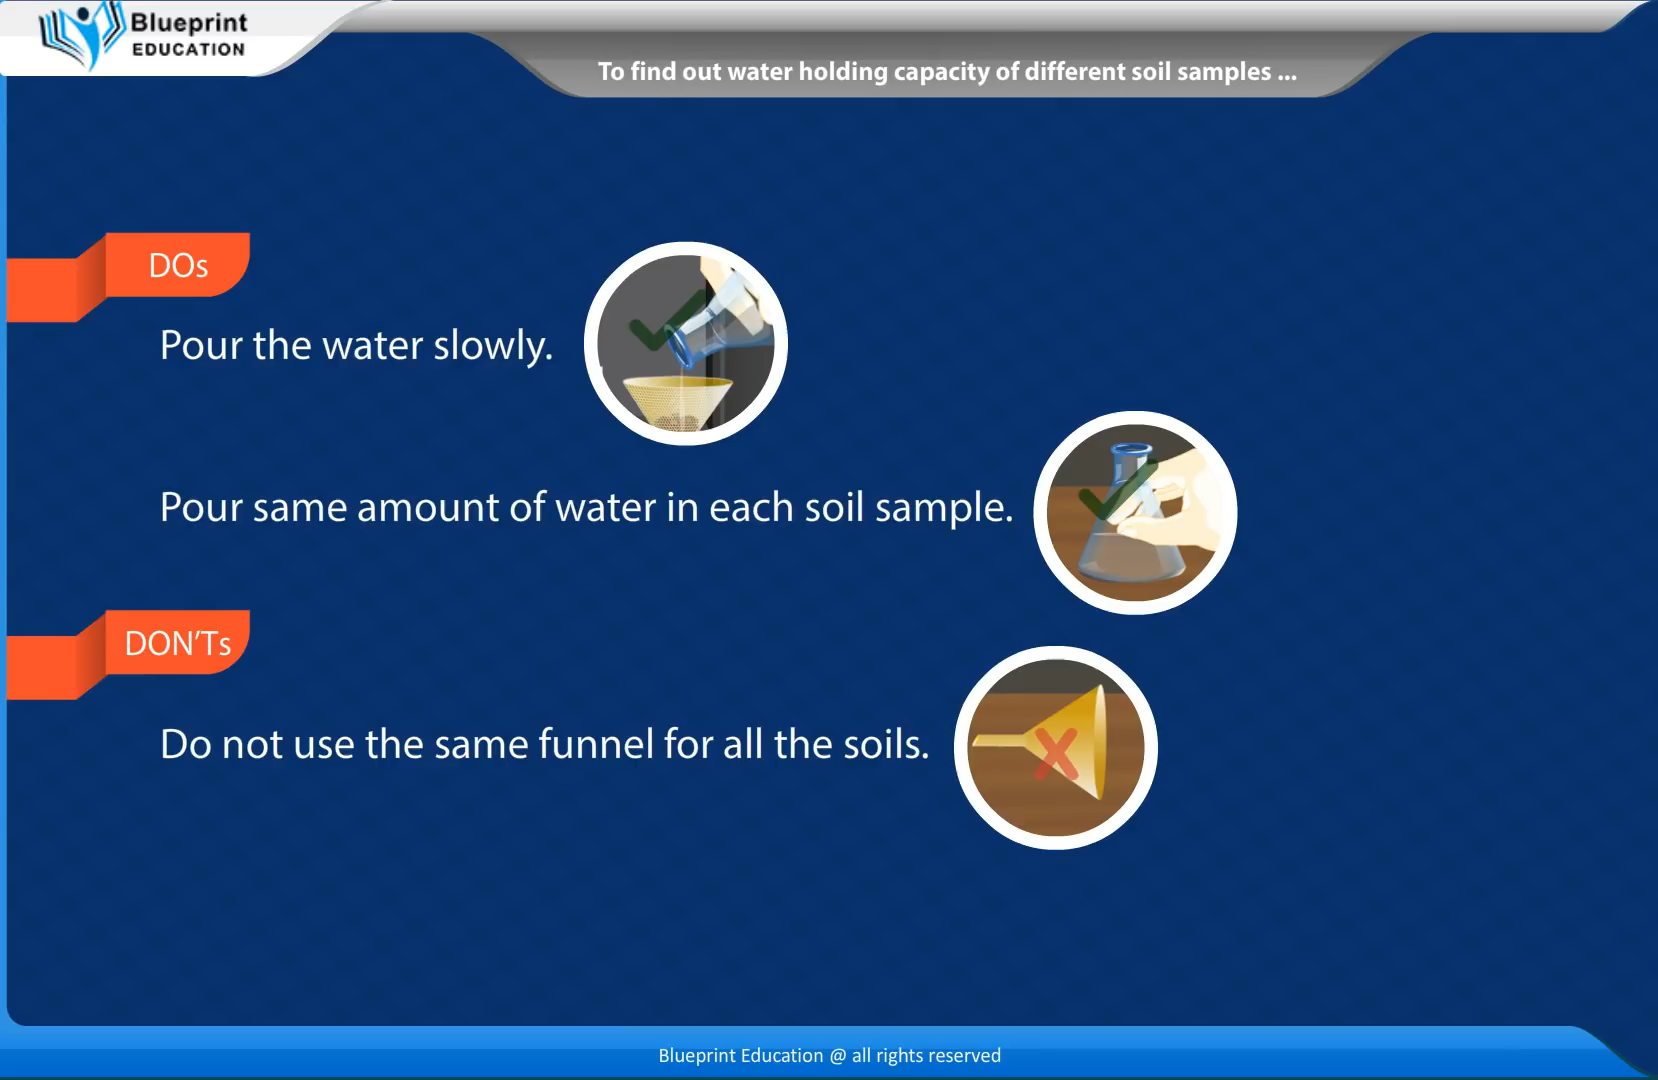 Blueprint
EDUCATION
To find out water holding capacity of different soil samples ...
DOs
Pour the water slowly.
Pour same amount of water in each soil sample.
DON’Ts
Do not use the same funnel for all the soils.
Blueprint Education @ all rights reserved